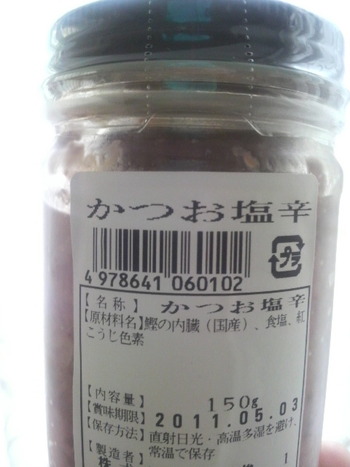 かつお塩辛
プラ
4 978641 060102
【名称】 かつお塩辛
【原材料名】鰹の内臓(国産)、食塩、紅
こうじ色素
【内容量】 150g
【賞味期限】 2011.05.03
【保存方法】直射日光・高温多湿を避け、
常温で保存
【製造者】